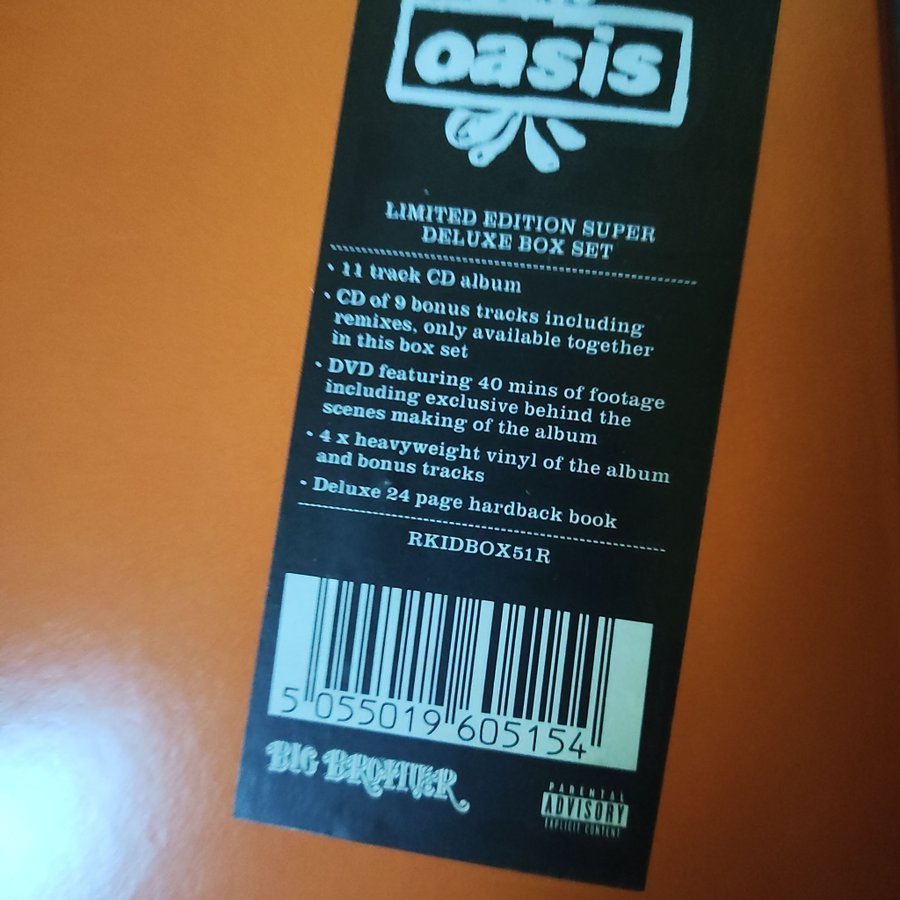 oasis
LIMITED EDITION SUPER
DELUXE BOX SET
• 11 track CD album
• CD of 9 bonus tracks including
remixes, only available together
in this box set
• DVD featuring 40 mins of footage
including exclusive behind the
scenes making of the album
• 4 x heavyweight vinyl of the album
and bonus tracks
• Deluxe 24 page hardback book
RKIDBOX51R
5 055019 605154
BIG BROTHER
PARENTAL
ADVISORY
EXPLICIT CONTENT